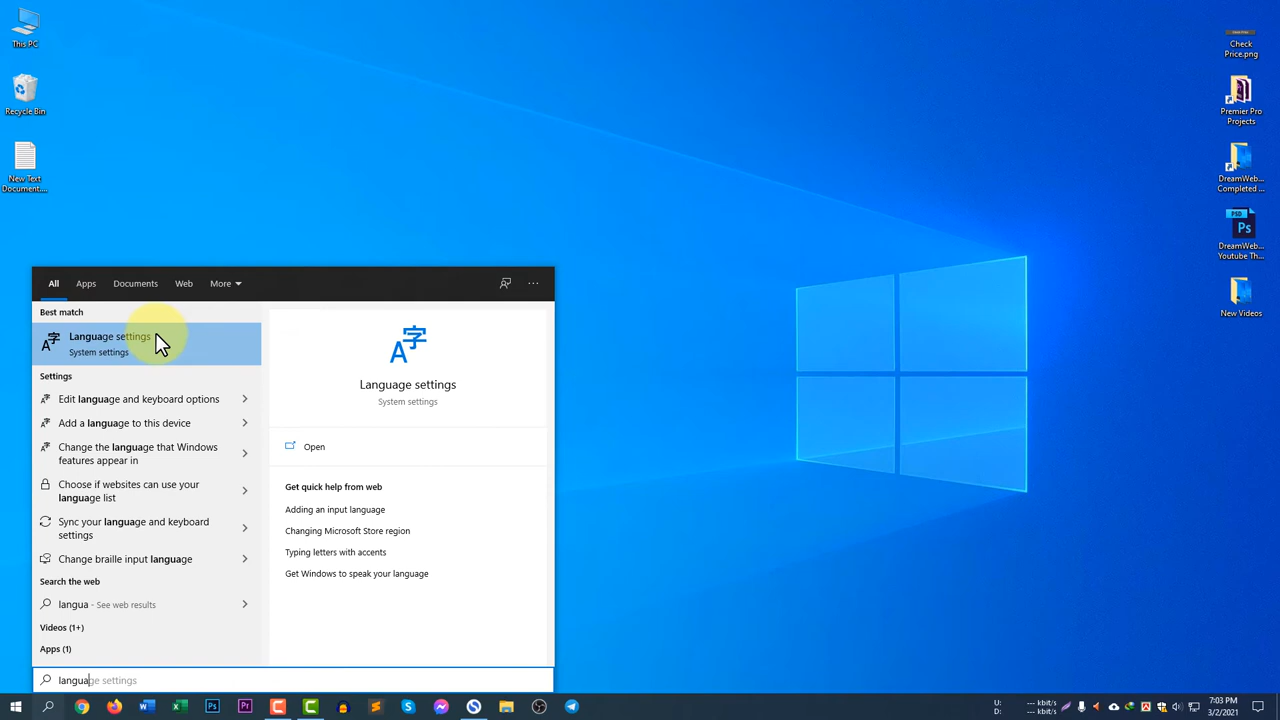 This PC
Recycle Bin
New Text
Document....
Check
Price.png
Premier Pro
Projects
DreamWeb...
Completed ...
PSD
Ps
DreamWeb...
Youtube Th...
New Videos
All Apps Documents Web More
Best match
Language settings
System settings
Settings
Edit language and keyboard options
Add a language to this device
Change the language that Windows
features appear in
Choose if websites can use your
language list
Sync your language and keyboard
settings
Change braille input language
Search the web
langua - See web results
Videos (1+)
Apps (1)
A字
Language settings
System settings
Open
Get quick help from web
Adding an input language
Changing Microsoft Store region
Typing letters with accents
Get Windows to speak your language
language settings
Ps Pr
U: --- kbit/s
D: --- kbit/s
7:03 PM
3/2/2021